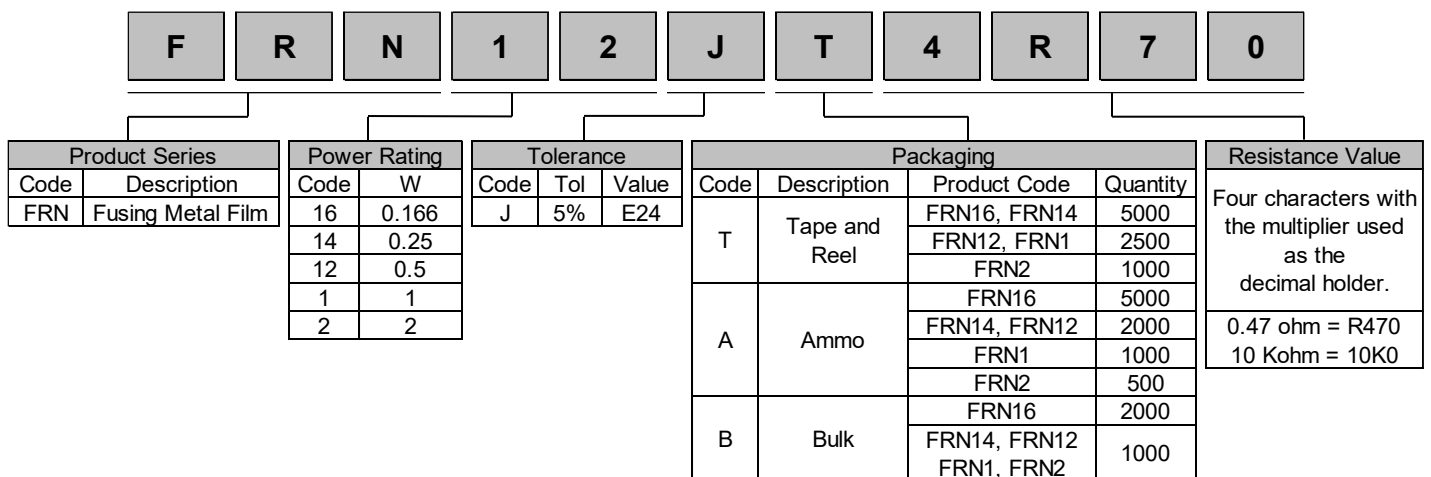 F R N 1 2 J T 4 R 7 0
Product Series
Code Description
FRN Fusing Metal Film
Power Rating
Code W
16 0.166
14 0.25
12 0.5
1 1
2 2
Tolerance
Code Tol Value
J 5% E24
Packaging
Code Description Product Code Quantity
T Tape and Reel FRN16, FRN14 5000
FRN12, FRN1 2500
FRN2 1000
A Ammo FRN16 5000
FRN14, FRN12 2000
FRN1 1000
FRN2 500
B Bulk FRN16 2000
FRN14, FRN12
FRN1, FRN2 1000
Resistance Value
Four characters with
the multiplier used
as the
decimal holder.
0.47 ohm = R470
10 Kohm = 10K0